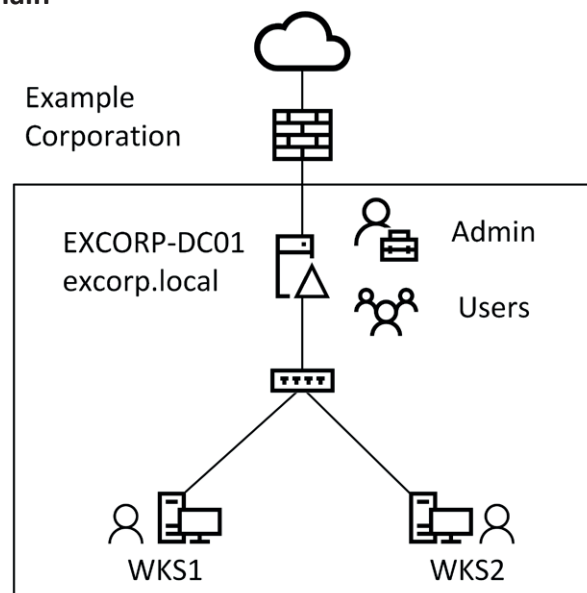 Example
Corporation
EXCORP-DC01
excorp.local
Admin
Users
WKS1
WKS2